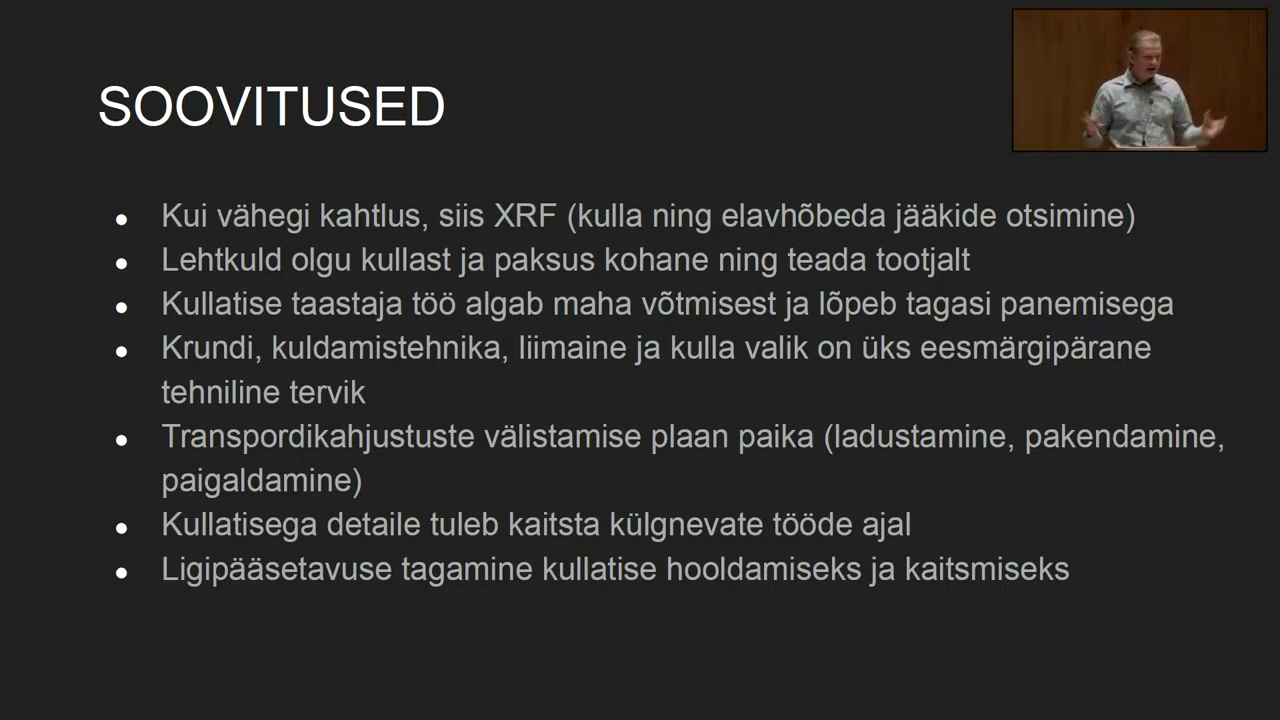 SOOVITUSED
Kui vähegi kahtlus, siis XRF (kulla ning elavhõbeda jääkide otsimine)
Lehtkuld olgu kullast ja paksus kohane ning teada tootjalt
Kullatise taastaja töö algab maha võtmisest ja lõpeb tagasi panemisega
Krundi, kuldamistehnika, liimaine ja kulla valik on üks eesmärgipärane
tehniline tervik
Transpordikahjustuste välistamise plaan paika (ladustamine, pakendamine,
paigaldamine)
Kullatisega detaile tuleb kaitsta külgnevate tööde ajal
Ligipääsetavuse tagamine kullatise hooldamiseks ja kaitsmiseks